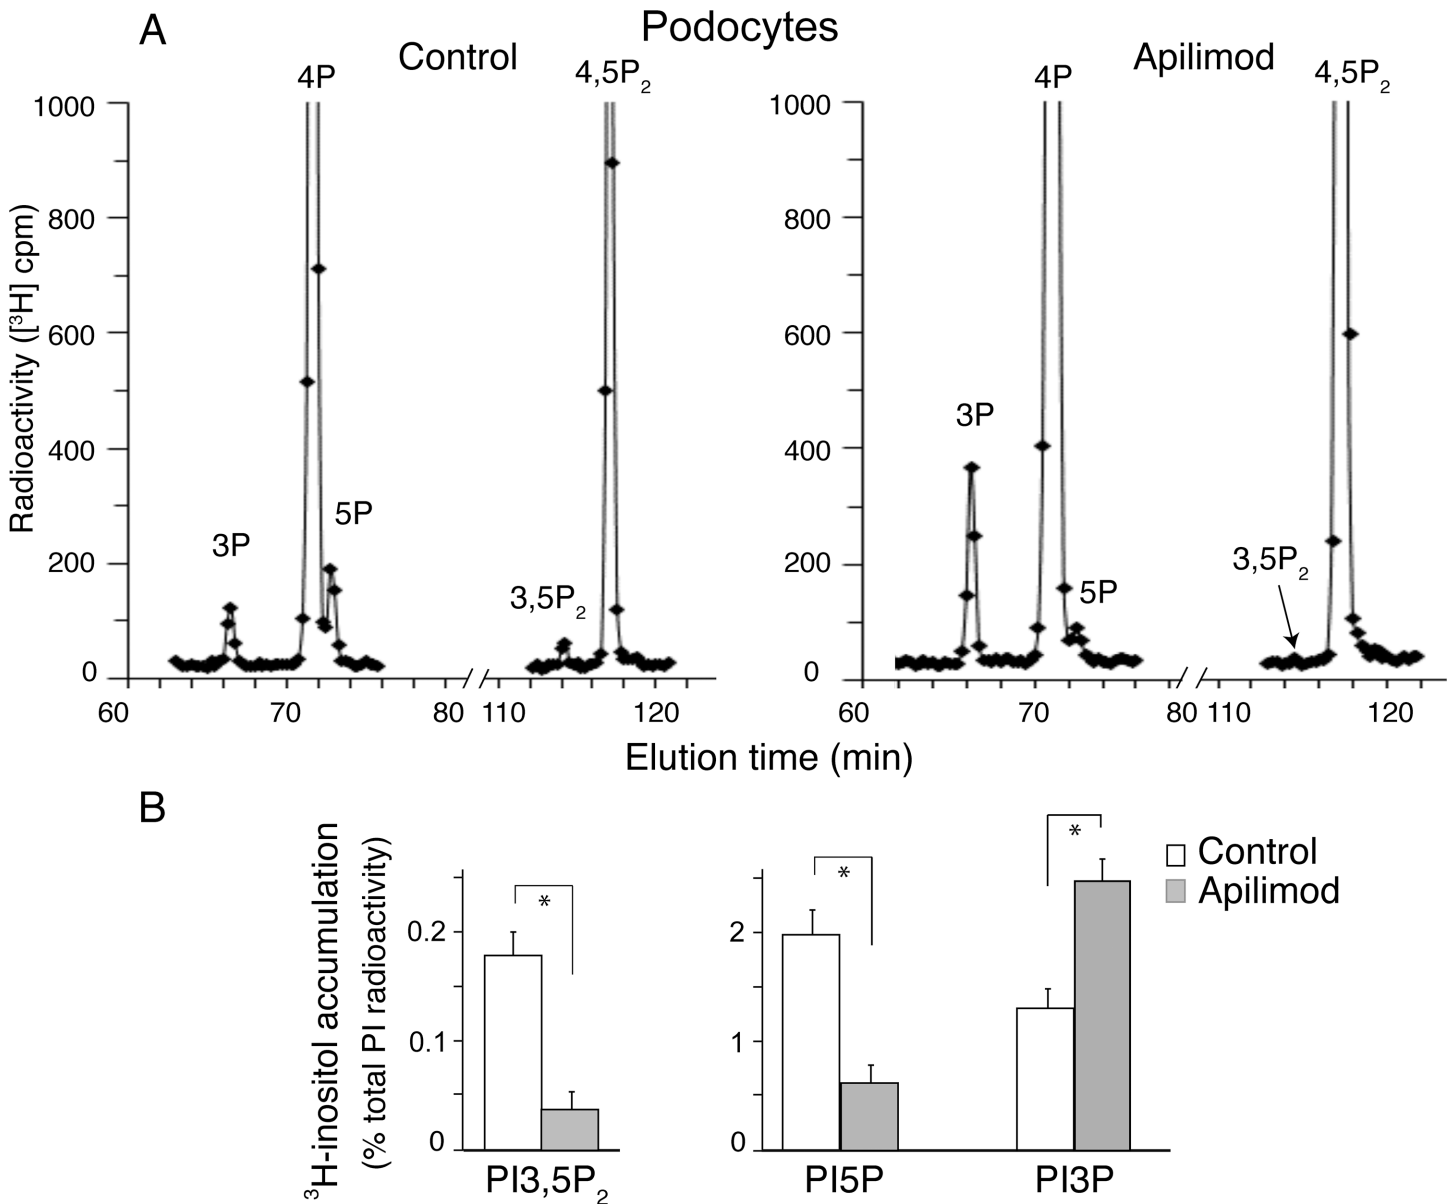 A
Podocytes
Control
Apilimod
4P
4,5P2
4P
4,5P2
Radioactivity ([3H] cpm)
1000
800
600
400
200
0
3P
5P
3,5P2
60
70
80
110
120
1000
800
600
400
200
0
3P
5P
3,5P2
60
70
80
110
120
Elution time (min)
B
3H-inositol accumulation
(% total PI radioactivity)
0.2
0.1
0
*
PI3,5P2
2
1
0
*
*
PI5P
PI3P
Control
Apilimod